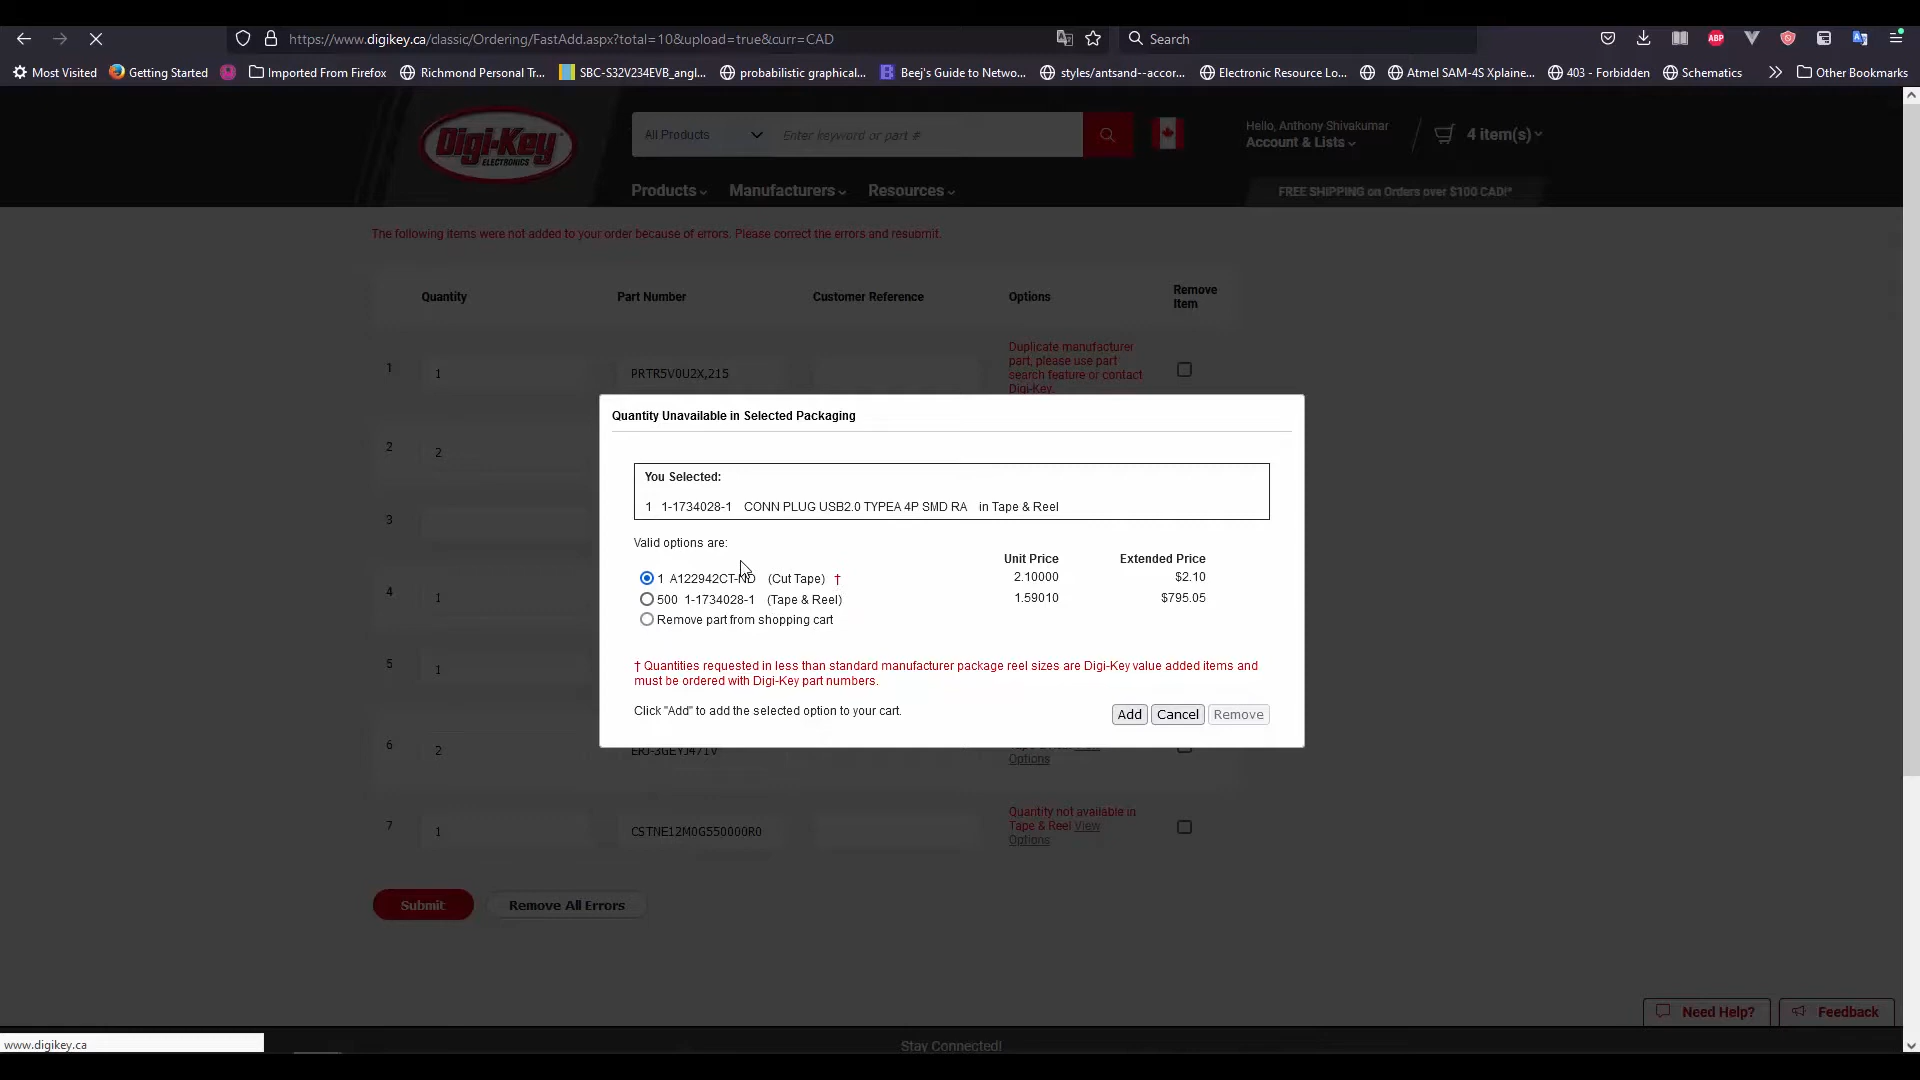 https://www.digikey.ca/classic/Ordering/FastAdd.aspx?total=10&upload=true&curr=CAD
Search
ABP
Most Visited
Getting Started
Imported From Firefox
Richmond Personal Tr...
SBC-S32V234EVB_angl...
probabilistic graphical...
Beej's Guide to Netwo...
styles/antsand--accor...
Electronic Resource Lo...
Atmel SAM-4S Xplaine...
403 - Forbidden
Schematics
Other Bookmarks
Digi-Key
ELECTRONICS
All Products
Enter keyword or part #
Hello, Anthony Shivakumar
Account & Lists
4 item(s)
Products
Manufacturers
Resources
FREE SHIPPING on Orders over $100 CAD!*
The following items were not added to your order because of errors. Please correct the errors and resubmit.
Quantity Part Number Customer Reference Options Remove Item
1 1 PRTR5V0U2X,215
Duplicate manufacturer
part, please use part
search feature or contact
Digi-Key.
2 2
3
4 1
5 1
6 2 ERJ-3GEYJ471V
Options
7 1 CSTNE12M0G550000R0
Quantity not available in
Tape & Reel View
Options
Quantity Unavailable in Selected Packaging
You Selected:
1 1-1734028-1 CONN PLUG USB2.0 TYPEA 4P SMD RA in Tape & Reel
Valid options are:
Unit Price Extended Price
1 A122942CT-ND (Cut Tape) † 2.10000 $2.10
500 1-1734028-1 (Tape & Reel) 1.59010 $795.05
Remove part from shopping cart
† Quantities requested in less than standard manufacturer package reel sizes are Digi-Key value added items and
must be ordered with Digi-Key part numbers.
Click "Add" to add the selected option to your cart.
Add
Cancel
Remove
Submit
Remove All Errors
Need Help?
Feedback
Stay Connected!
www.digikey.ca